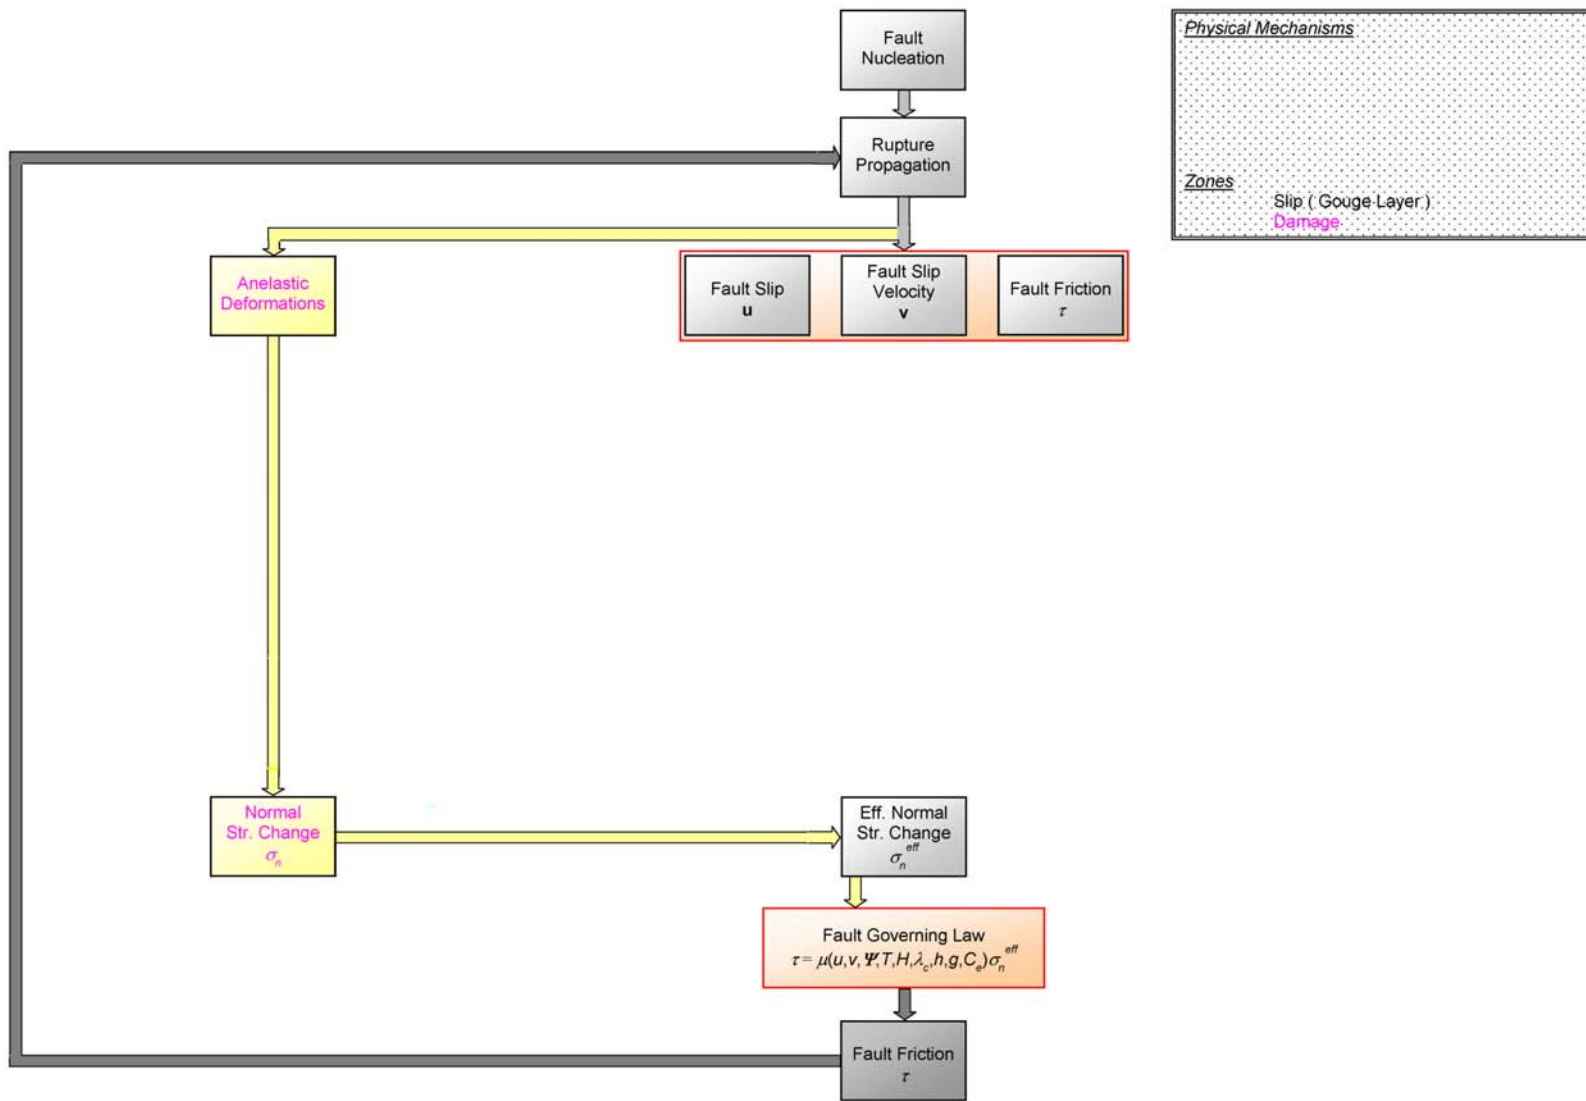 Fault
Nucleation
Physical Mechanisms
Rupture
Propagation
Zones
Slip ( Gouge Layer )
Damage
Anelastic
Deformations
Fault Slip
u
Fault Slip
Velocity
v
Fault Friction
τ
Normal
Str. Change
σn
Eff. Normal
Str. Change
σn^eff
Fault Governing Law
τ = μ(u,v,Ψ,T,H,λc,h,g,Ce)σn^eff
Fault Friction
τ